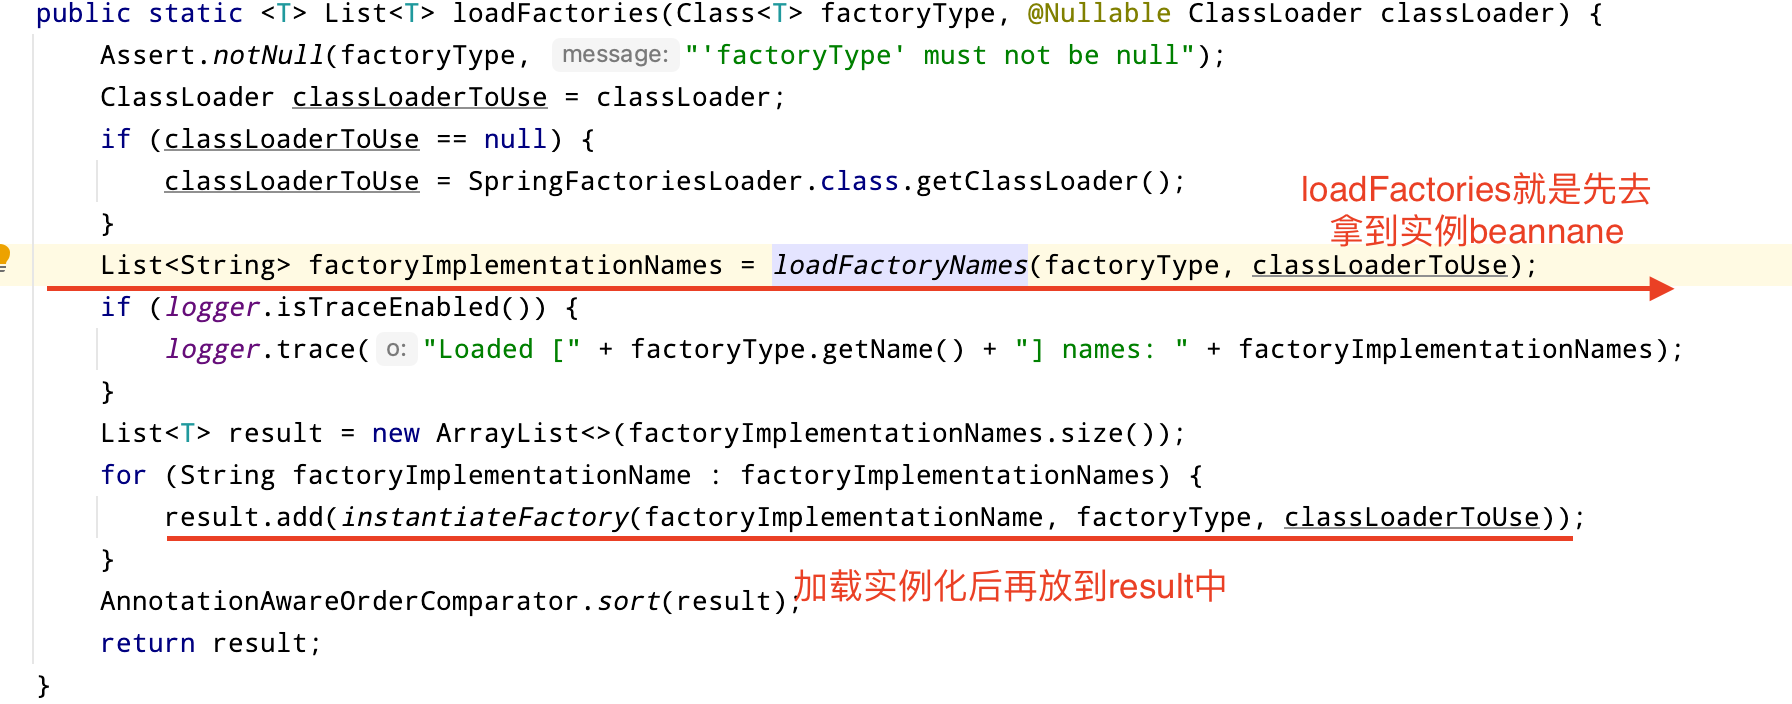 public static <T> List<T> loadFactories(Class<T> factoryType, @Nullable ClassLoader classLoader) {
Assert.notNull(factoryType, message: "'factoryType' must not be null");
ClassLoader classLoaderToUse = classLoader;
if (classLoaderToUse == null) {
classLoaderToUse = SpringFactoriesLoader.class.getClassLoader();
}
loadFactories就是先去
拿到实例beannane
List<String> factoryImplementationNames = loadFactoryNames(factoryType, classLoaderToUse);
if (logger.isTraceEnabled()) {
logger.trace( o: "Loaded [" + factoryType.getName() + "] names: " + factoryImplementationNames);
}
List<T> result = new ArrayList<>(factoryImplementationNames.size());
for (String factoryImplementationName : factoryImplementationNames) {
result.add(instantiateFactory(factoryImplementationName, factoryType, classLoaderToUse));
}
加载实例化后再放到result中
AnnotationAwareOrderComparator.sort(result);
return result;
}